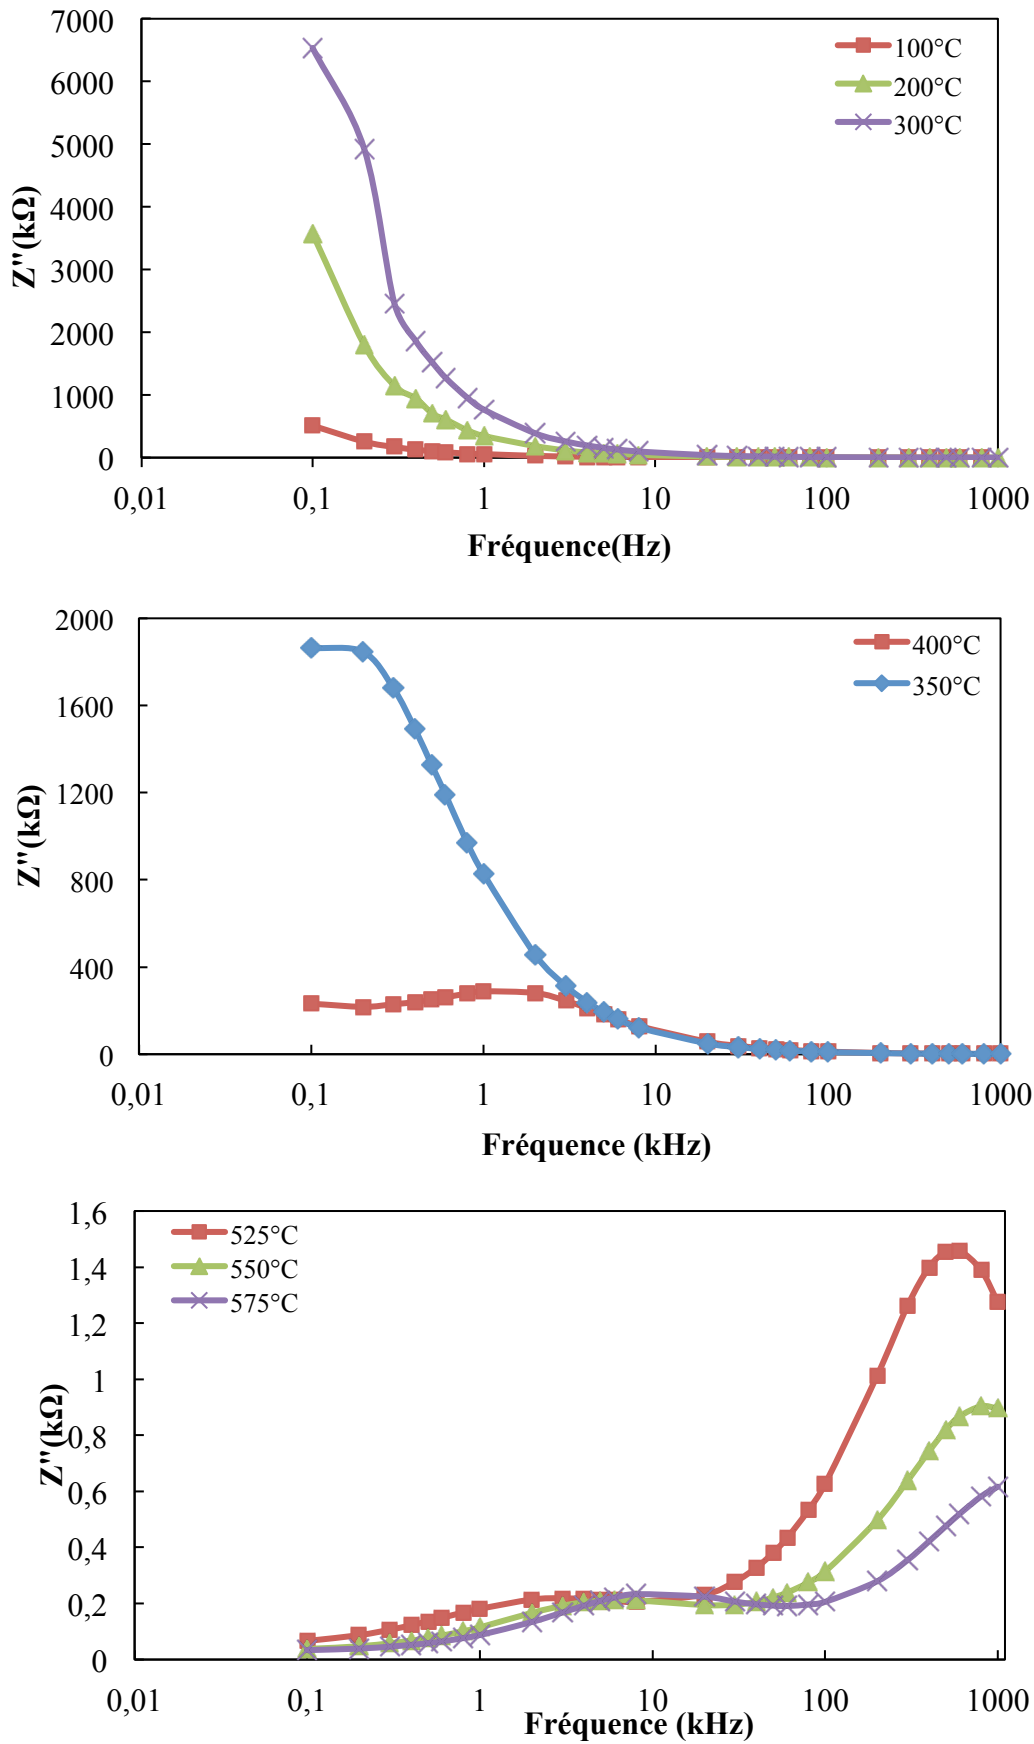 7000
6000
5000
4000
3000
2000
1000
0
Z"(kΩ)
100°C
200°C
300°C
0,01 0,1 1 10 100 1000
Fréquence(Hz)
2000
1600
1200
800
400
0
Z"(kΩ)
400°C
350°C
0,01 0,1 1 10 100 1000
Fréquence (kHz)
1,6
1,4
1,2
1
0,8
0,6
0,4
0,2
0
Z"(kΩ)
525°C
550°C
575°C
0,01 0,1 1 10 100 1000
Fréquence (kHz)